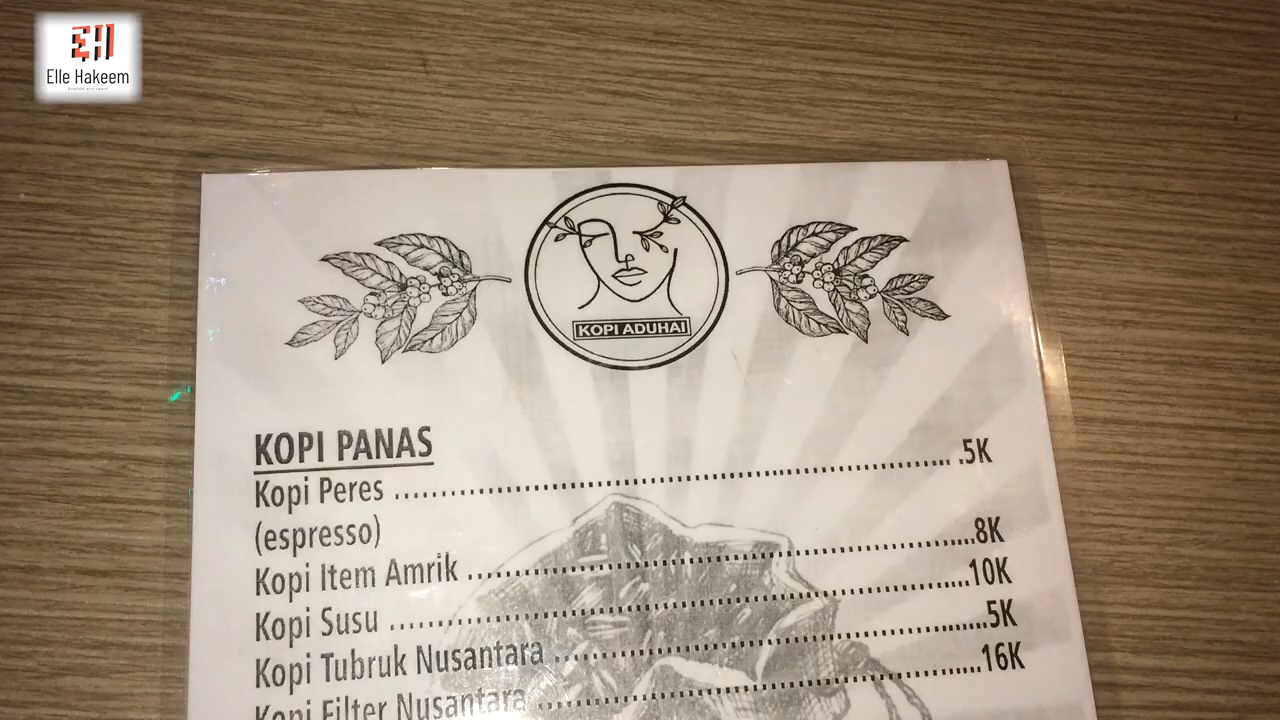 EH
Elle Hakeem
KOPI ADUHAI
KOPI PANAS
Kopi Peres .......................................................... .5K
(espresso)
Kopi Item Amrik ..................................................8K
Kopi Susu ..........................................................10K
Kopi Tubruk Nusantara ..........................................5K
Kopi Filter Nusantara ..........................................16K